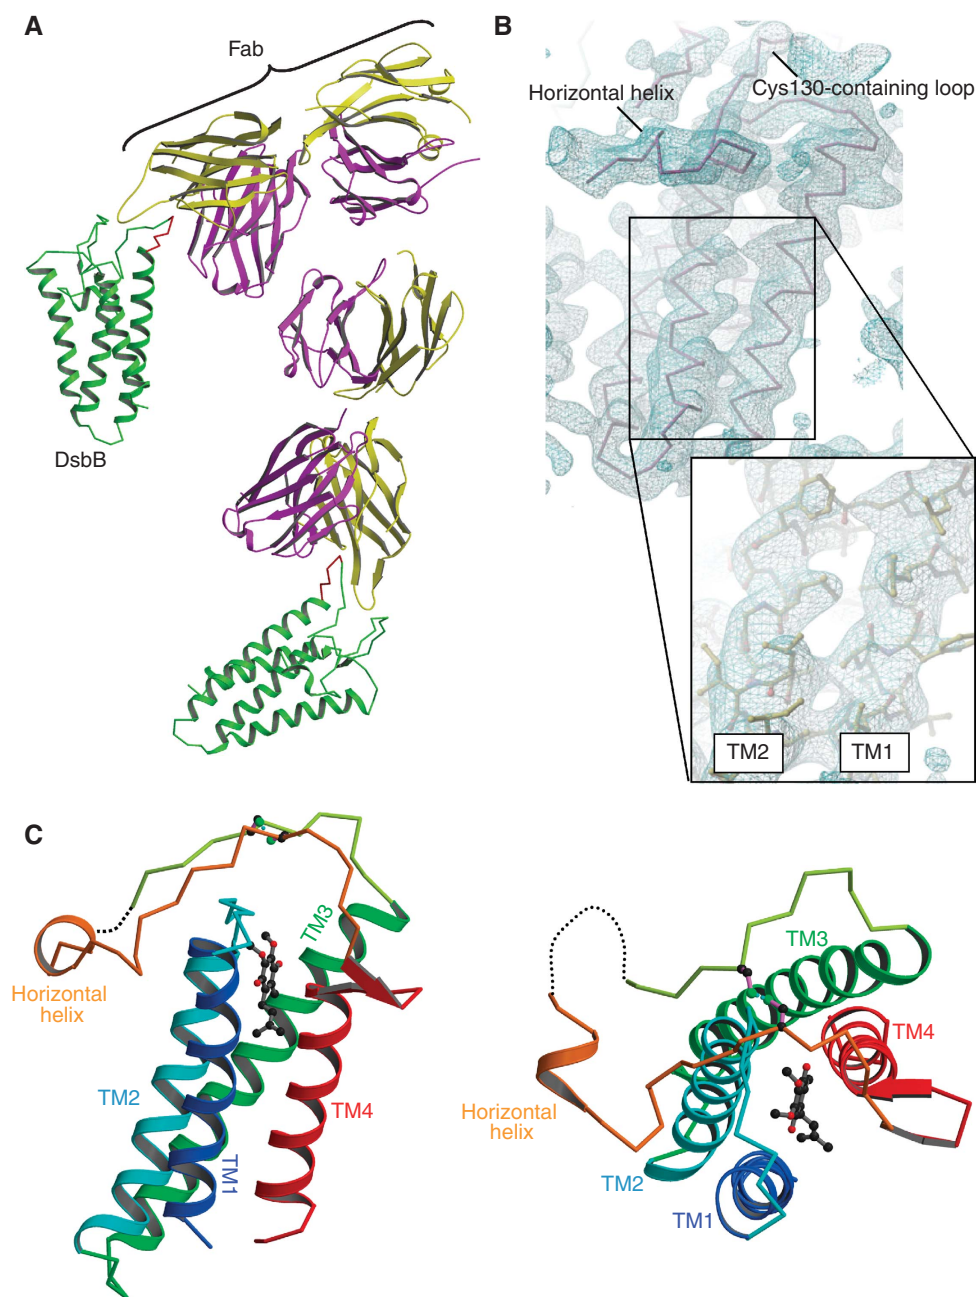 A
Fab
DsbB
B
Horizontal helix
Cys130-containing loop
TM2
TM1
C
Horizontal
helix
TM3
TM2
TM1
TM4
TM3
TM4
Horizontal
helix
TM2
TM1